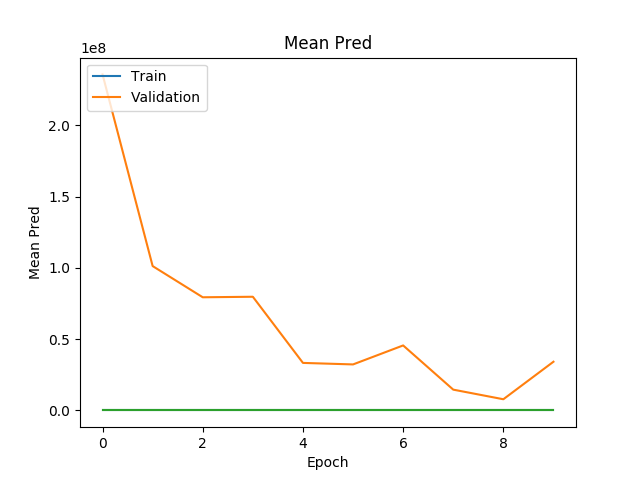 Mean Pred
1e8
Train
Validation
2.0
1.5
1.0
0.5
0.0
Mean Pred
0 2 4 6 8
Epoch